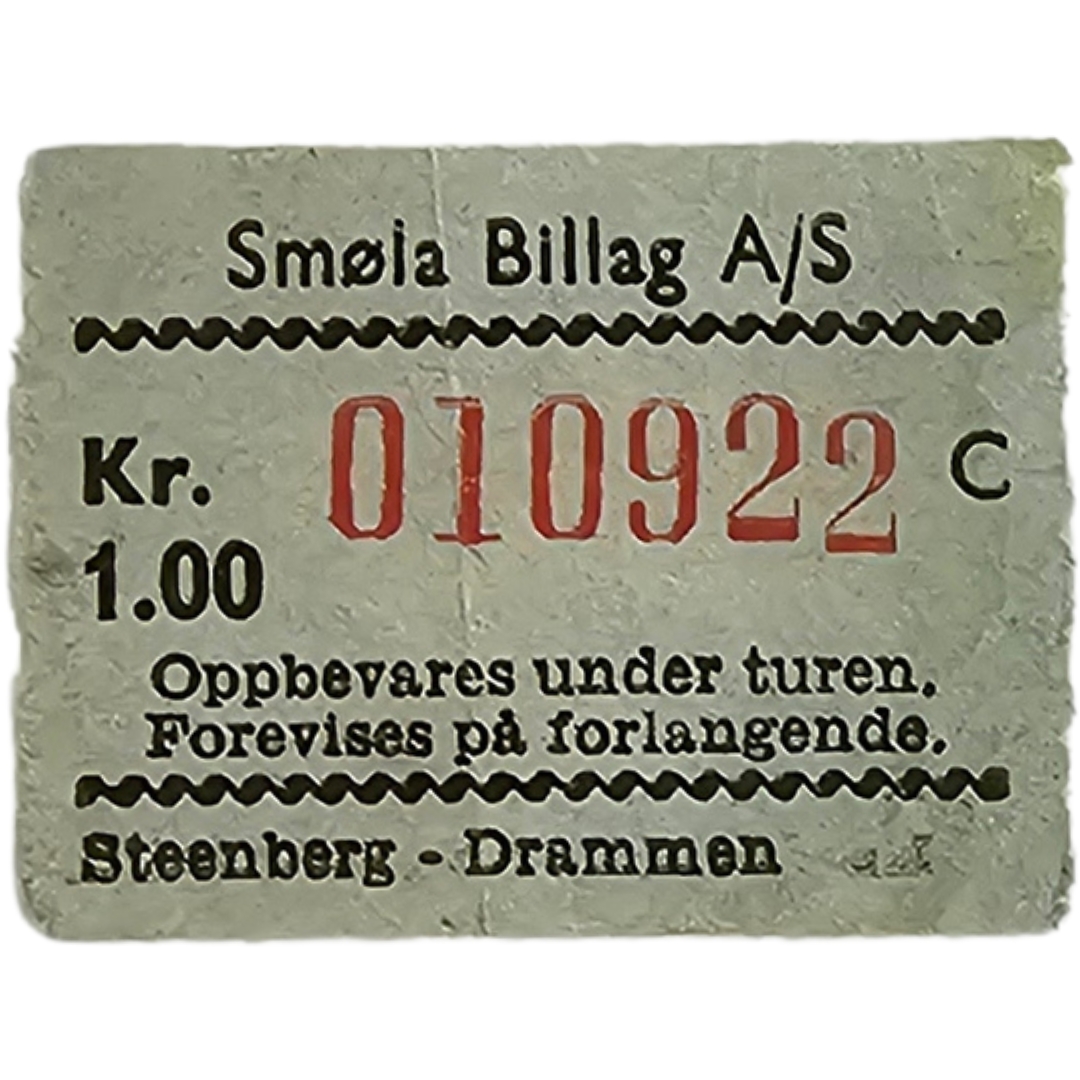 Smøla Billag A/S
Kr. 010922 C
1.00
Oppbevares under turen.
Forevises på forlangende.
Steenberg - Drammen